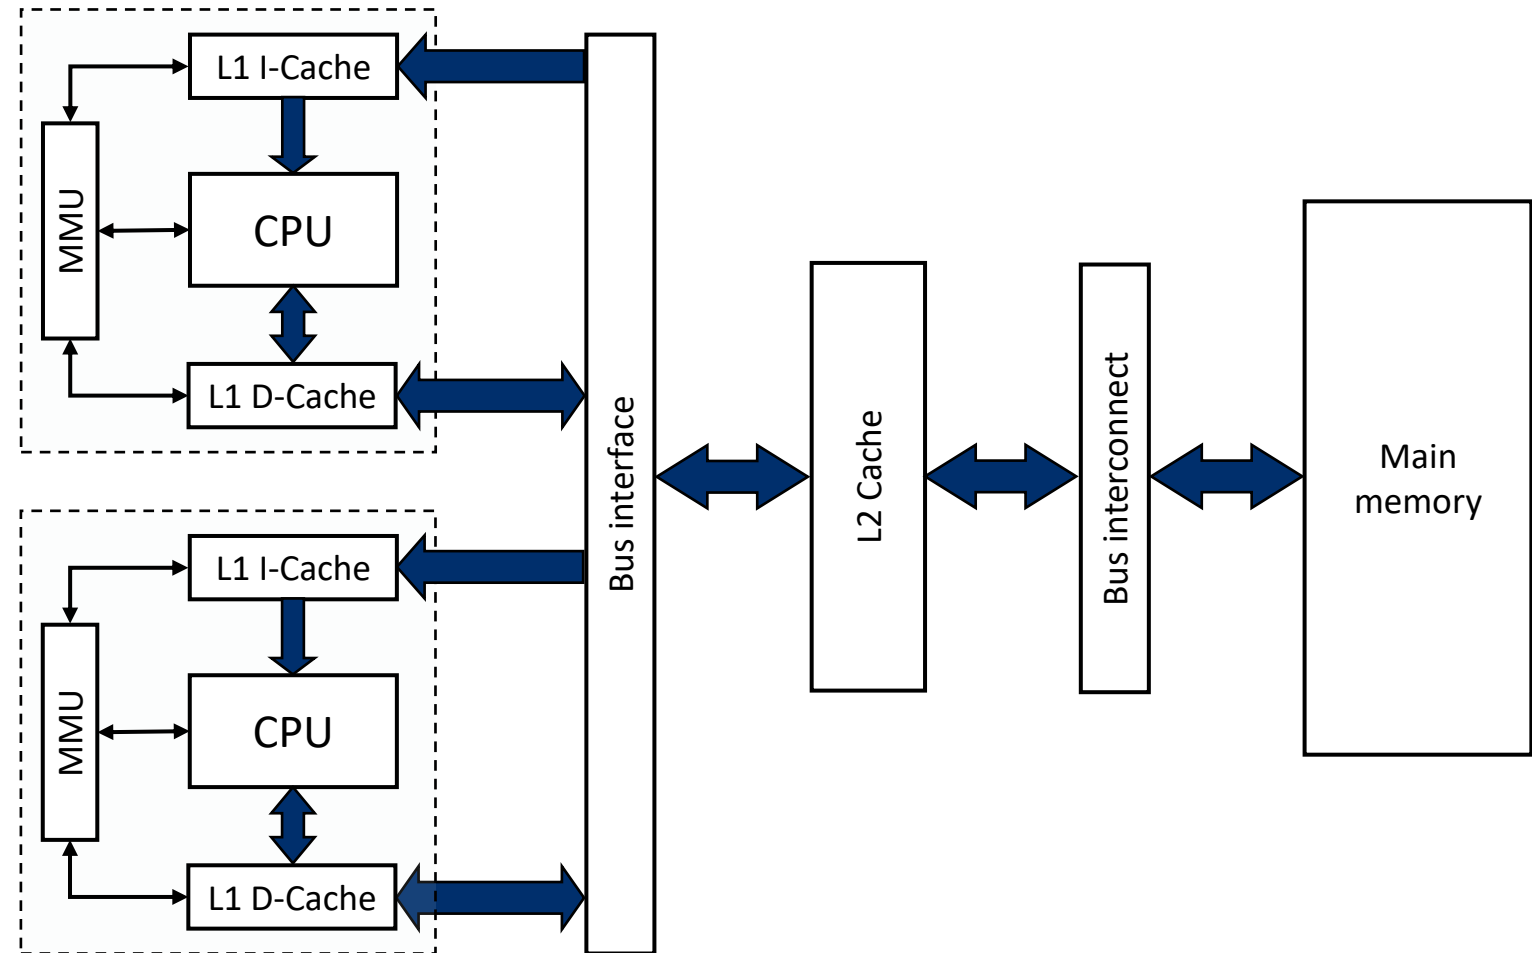 L1 I-Cache
MMU
CPU
L1 D-Cache
L1 I-Cache
MMU
CPU
L1 D-Cache
Bus interface
L2 Cache
Bus interconnect
Main
memory